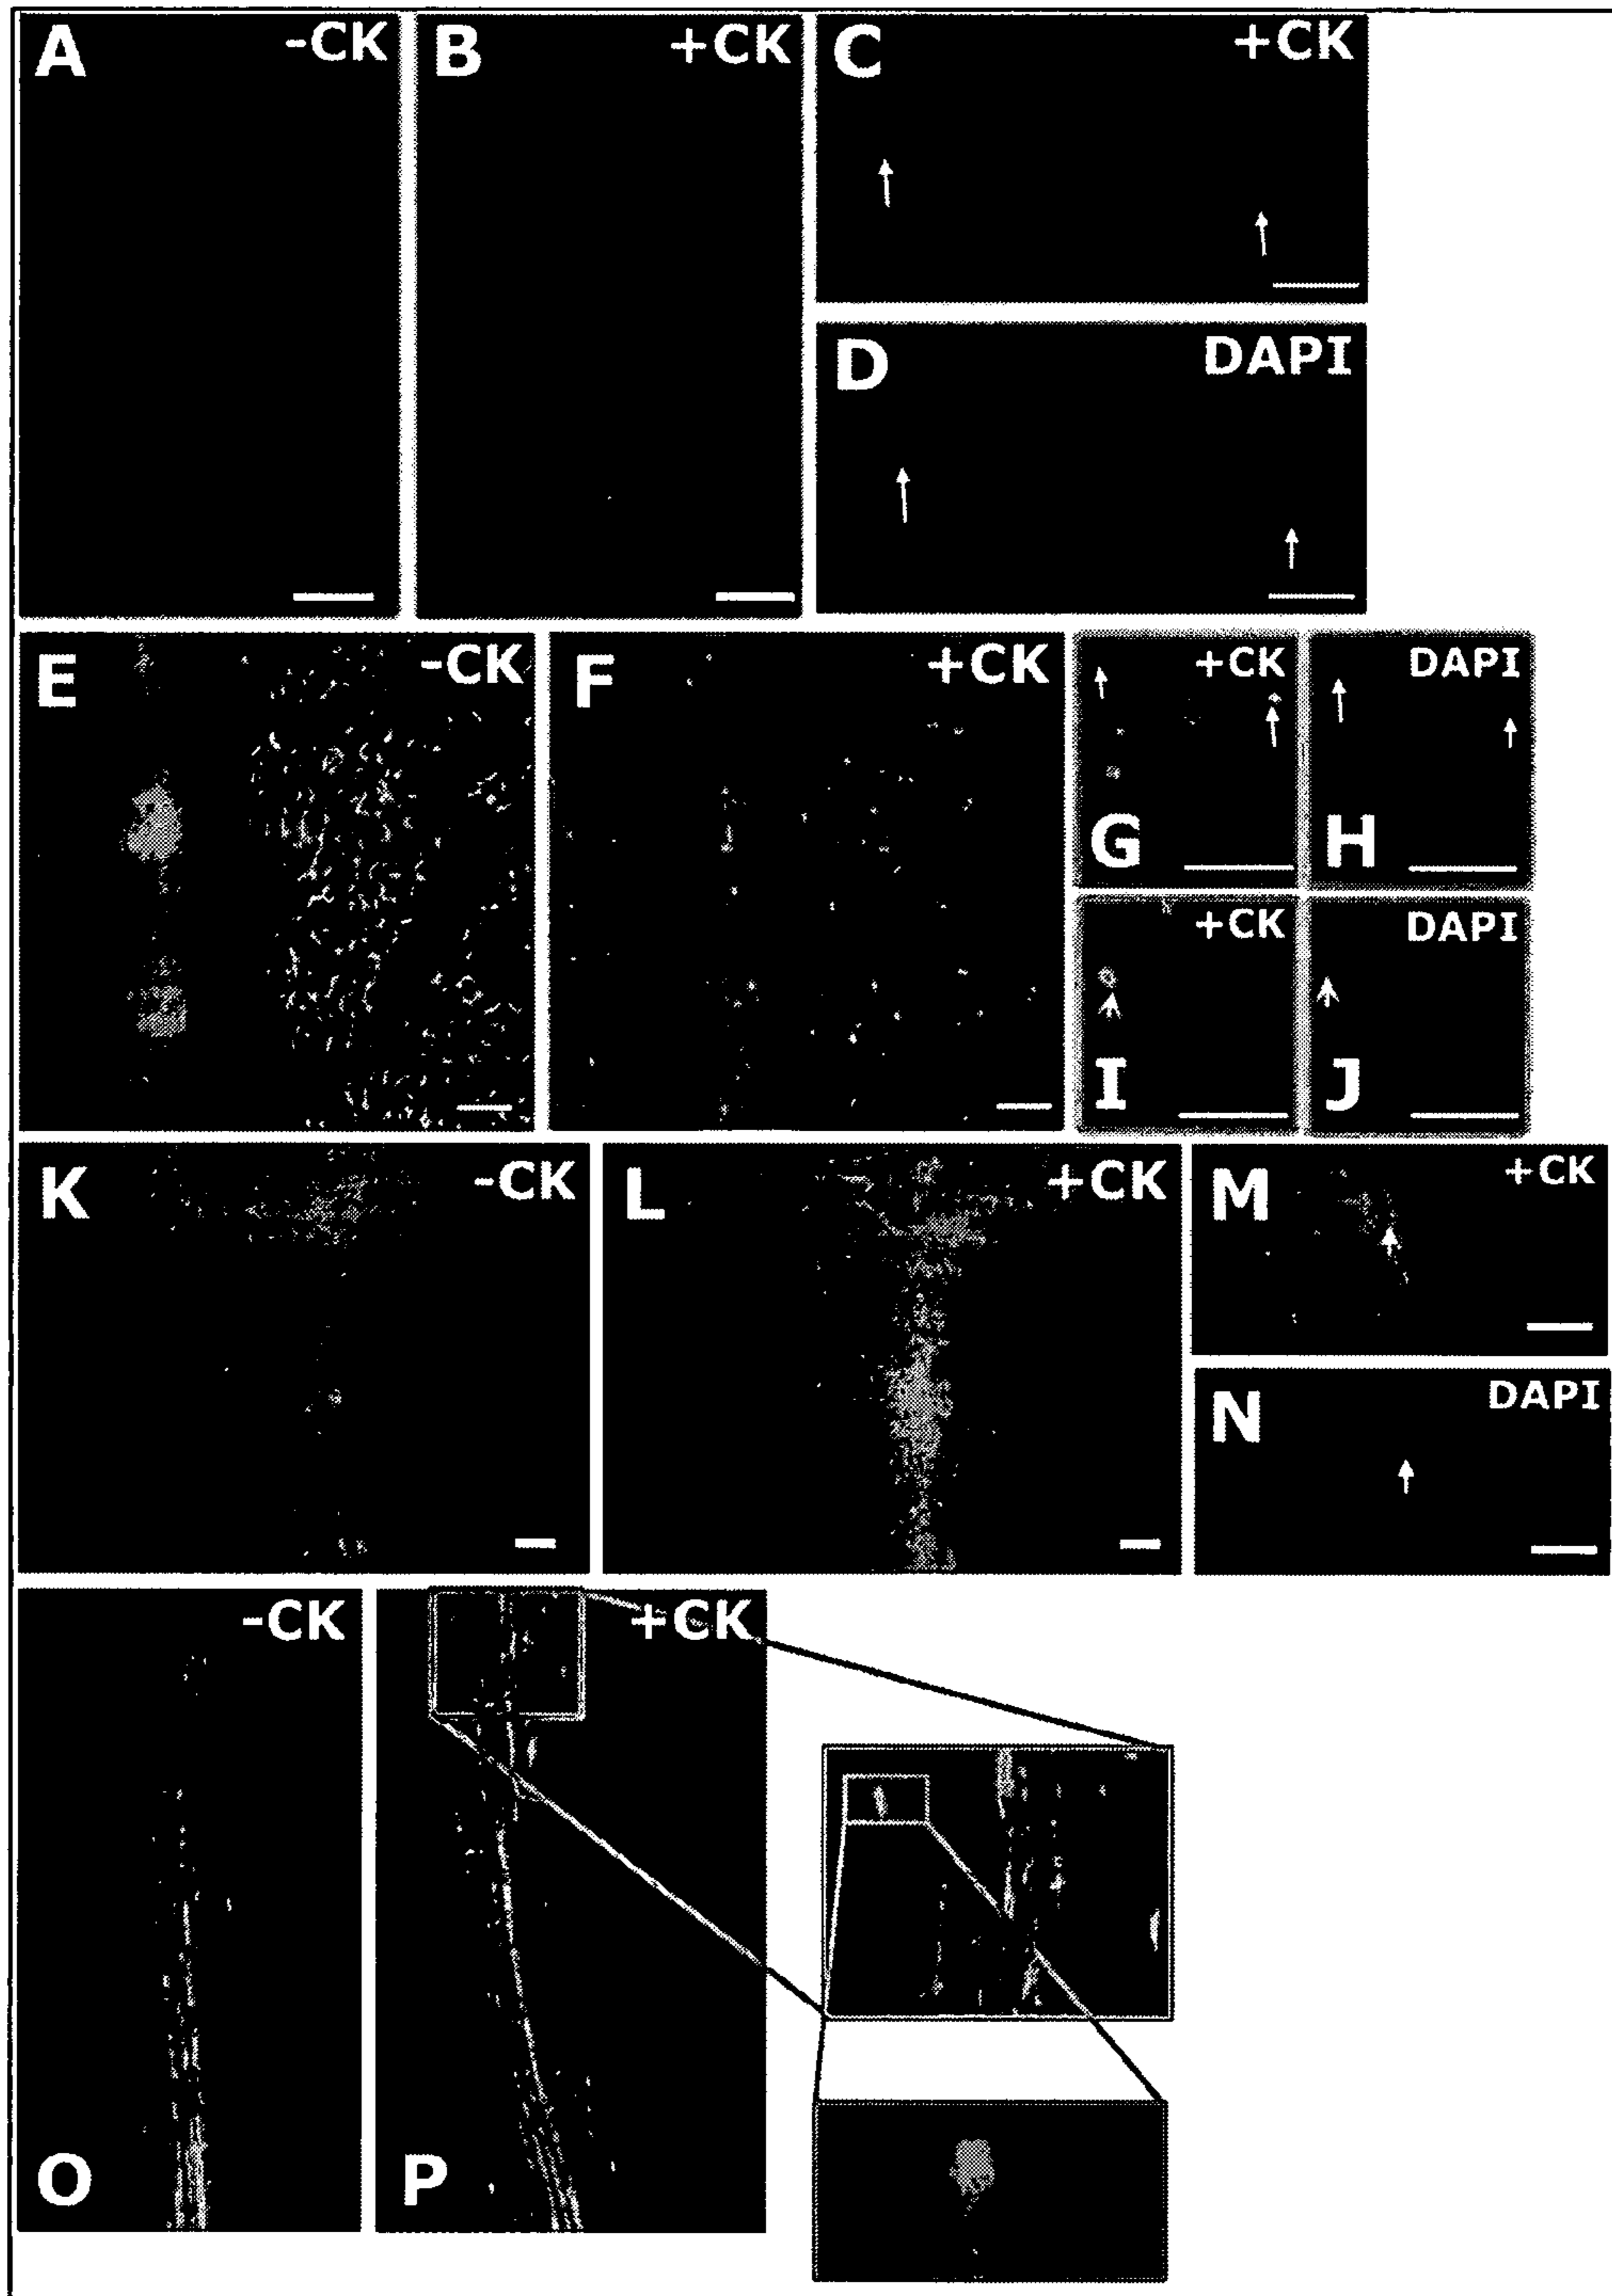 A -CK
B +CK
C +CK
D DAPI
E -CK
F +CK
G +CK
H DAPI
I +CK
J DAPI
K -CK
L +CK
M +CK
N DAPI
O -CK
P +CK